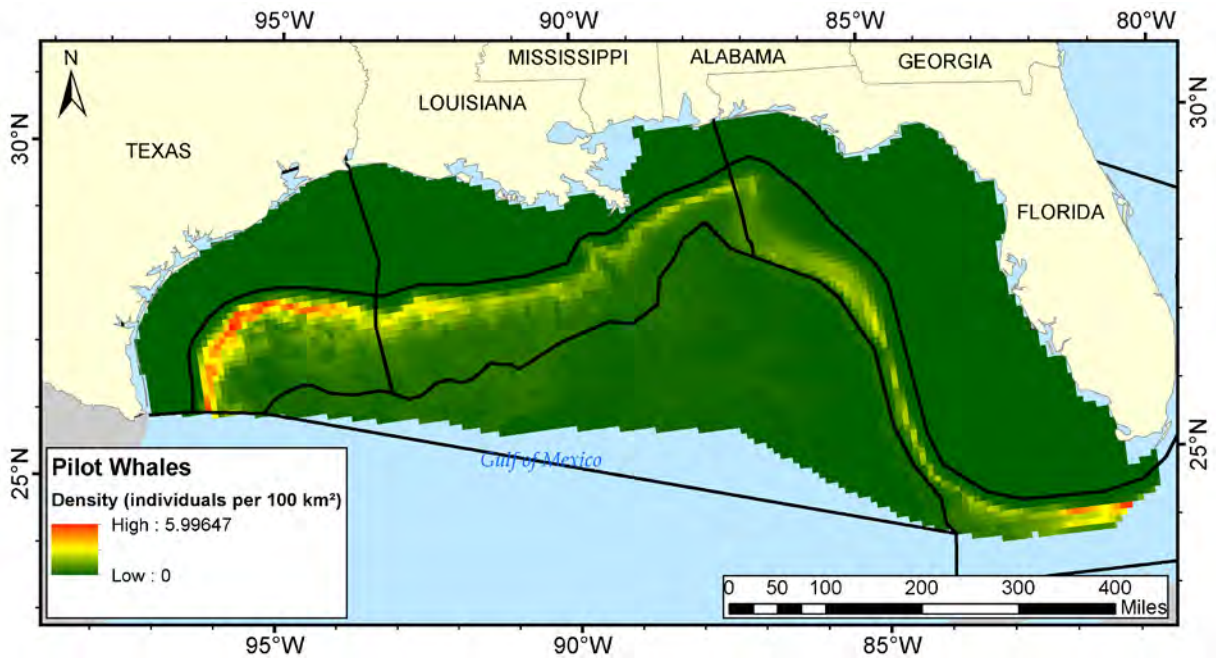 95°W
90°W
85°W
80°W
N
MISSISSIPPI
ALABAMA
GEORGIA
LOUISIANA
TEXAS
FLORIDA
30°N
30°N
25°N
25°N
Gulf of Mexico
Pilot Whales
Density (individuals per 100 km²)
High : 5.99647
Low : 0
0 50 100 200 300 400
Miles
95°W
90°W
85°W